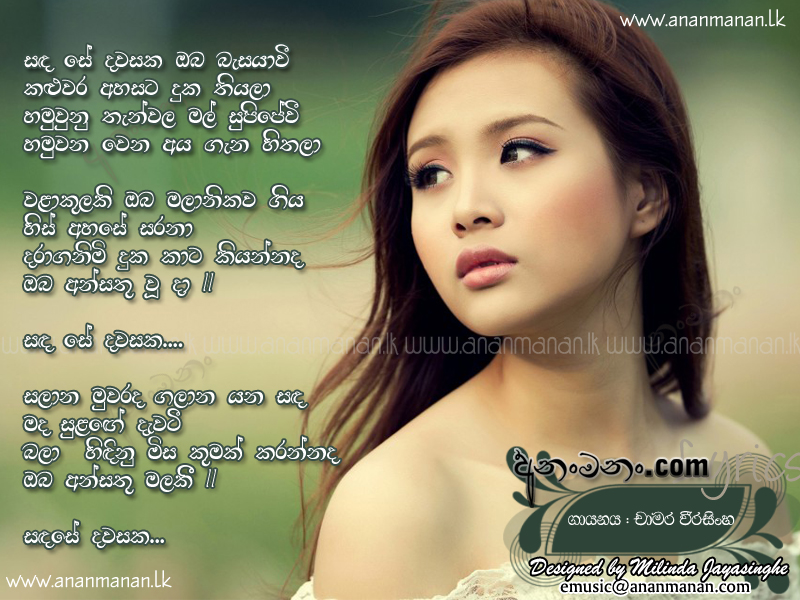 www.ananmanan.lk
සඳ සේ දවසක ඔබ බැසයාවී
කළුවර අහසට දුක තියලා
හමුවුනු තැන්වල මල් සුපිපේවී
හමුවන වෙන අය ගැන හිතලා
වළාකුලකි ඔබ මලානිකව ගිය
හිස් අහසේ සරනා
දරාගනිමි දුක කාට කියන්නද
ඔබ අන්සතු වූ දා //
සඳ සේ දවසක....
www.ananmanan.lk www.ananmanan.lk www.ananmanan.lk
සලාන මුවරද ගලාන යන සඳ
මද සුළඟේ දැවටී
බලා හිඳිනු මිස කුමක් කරන්නද
ඔබ අන්සතු මලකී //
සඳසේ දවසක...
අනංමනං.com
Lyrics
ගායනය : චාමර වීරසිංහ
Designed by Milinda Jayasinghe
emusic@ananmanan.com
www.ananmanan.lk